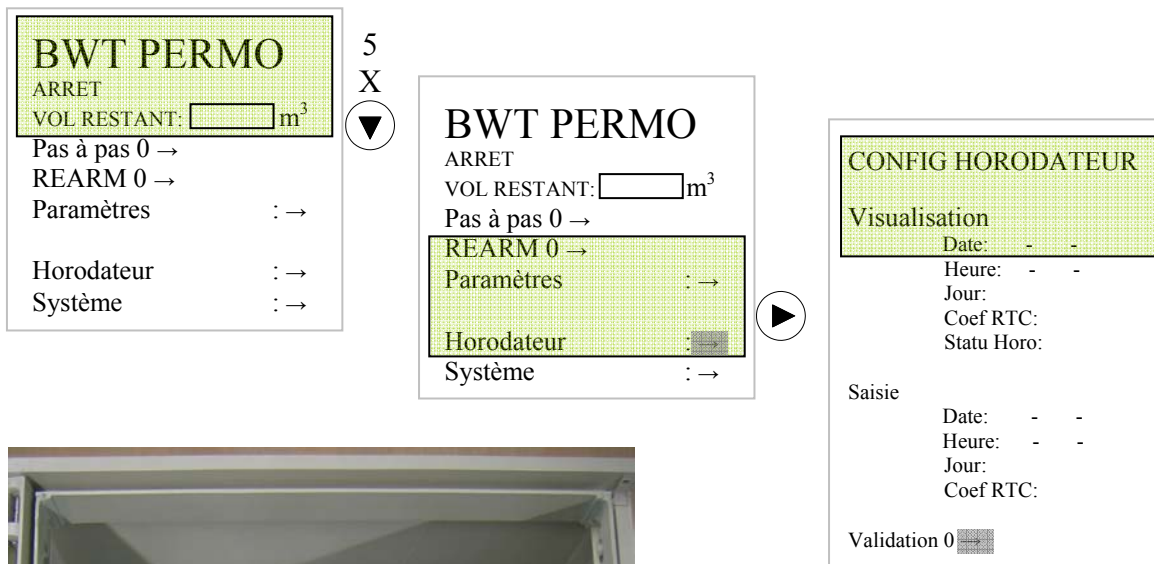 BWT PERMO
ARRET
VOL RESTANT: m³
Pas à pas 0 →
REARM 0 →
Paramètres : →
Horodateur : →
Système : →
5
X
BWT PERMO
ARRET
VOL RESTANT: m³
Pas à pas 0 →
REARM 0 →
Paramètres : →
Horodateur : →
Système : →
CONFIG HORODATEUR
Visualisation
Date: - -
Heure: - -
Jour:
Coef RTC:
Statu Horo:
Saisie
Date: - -
Heure: - -
Jour:
Coef RTC:
Validation 0 →